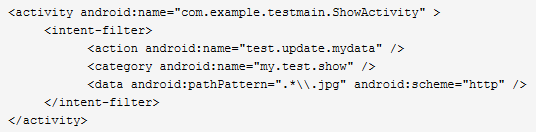 <activity android:name="com.example.testmain.ShowActivity" >
<intent-filter>
<action android:name="test.update.mydata" />
<category android:name="my.test.show" />
<data android:pathPattern=".*\\.jpg" android:scheme="http" />
</intent-filter>
</activity>